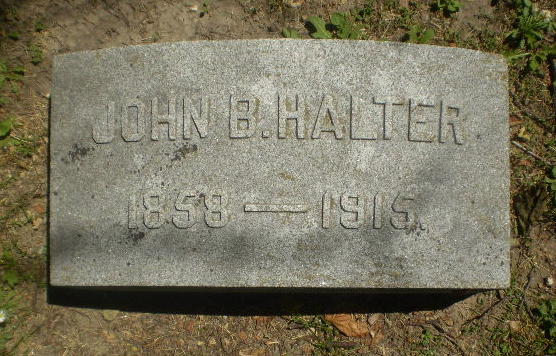 JOHN B. HALTER
1858 — 1915.